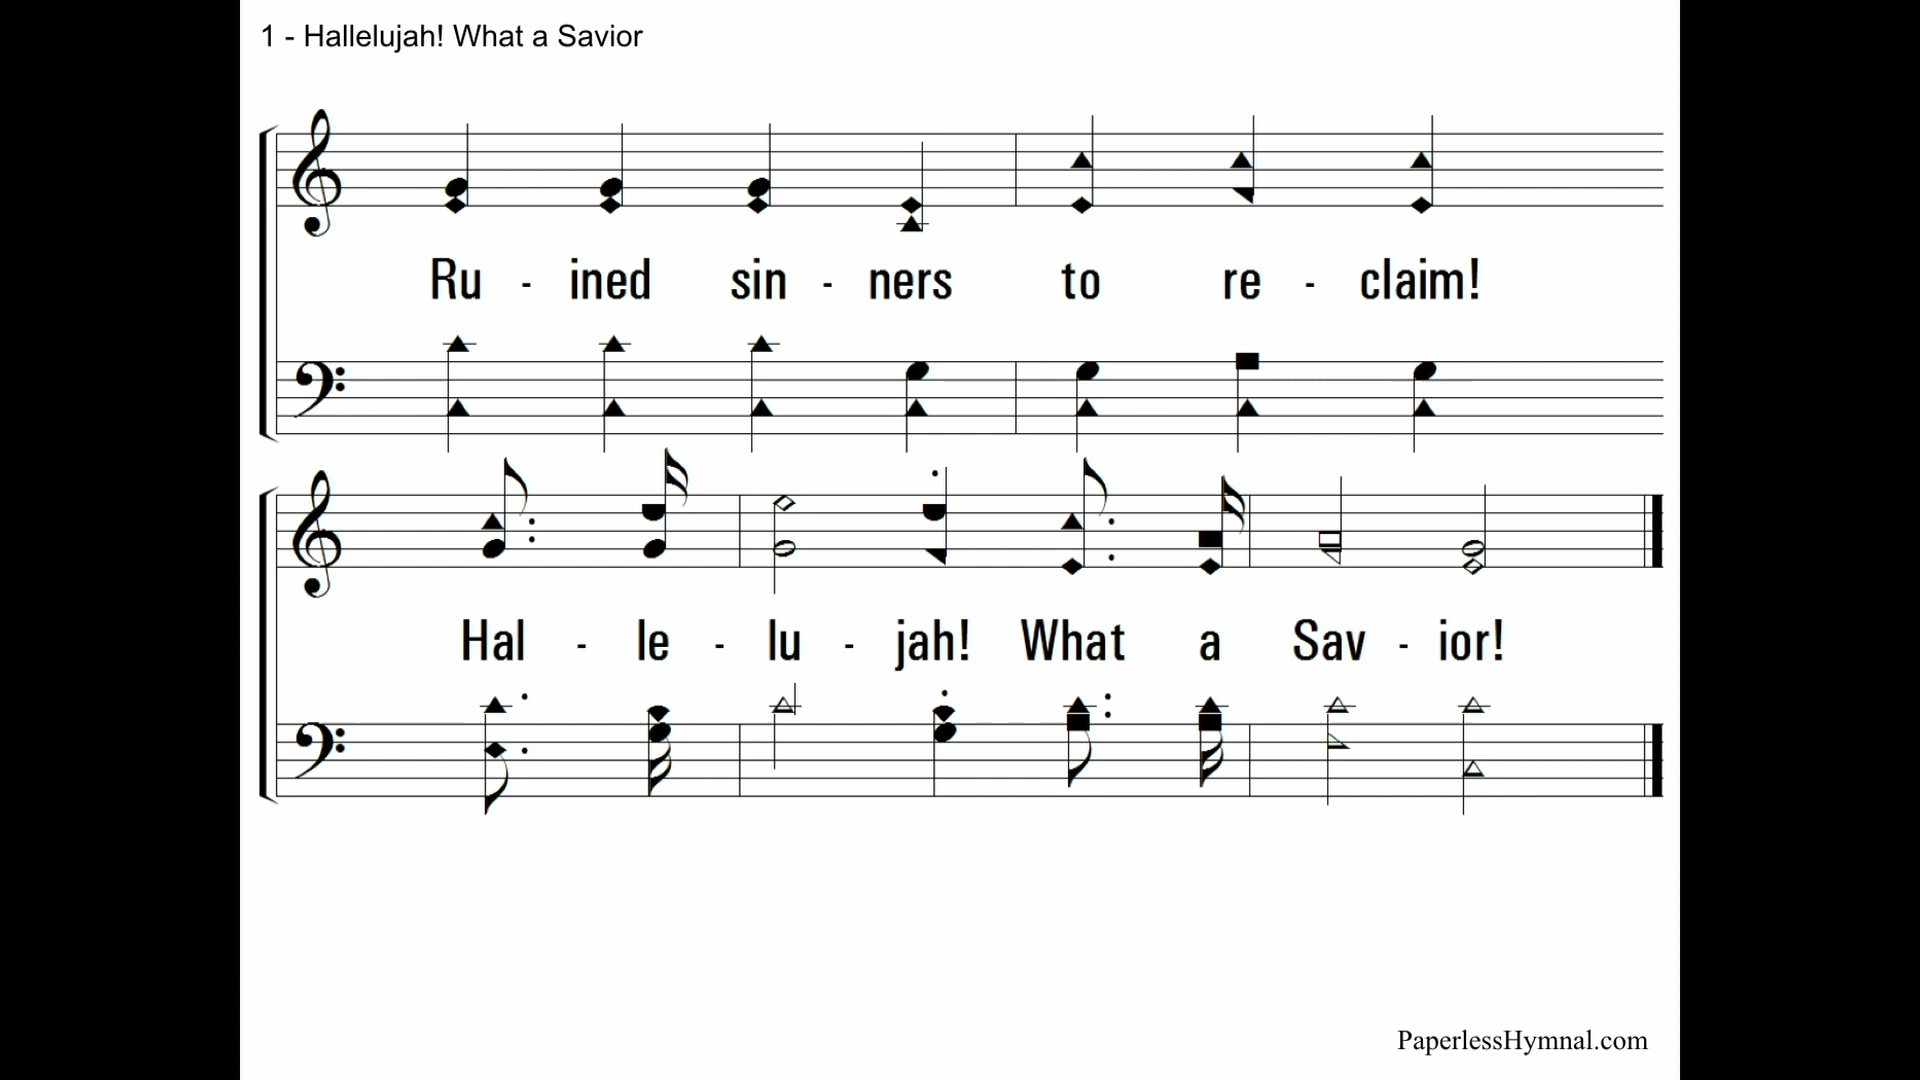 1 - Hallelujah! What a Savior
Ru - ined sin - ners to re - claim!
Hal - le - lu - jah! What a Sav - ior!
PaperlessHymnal.com